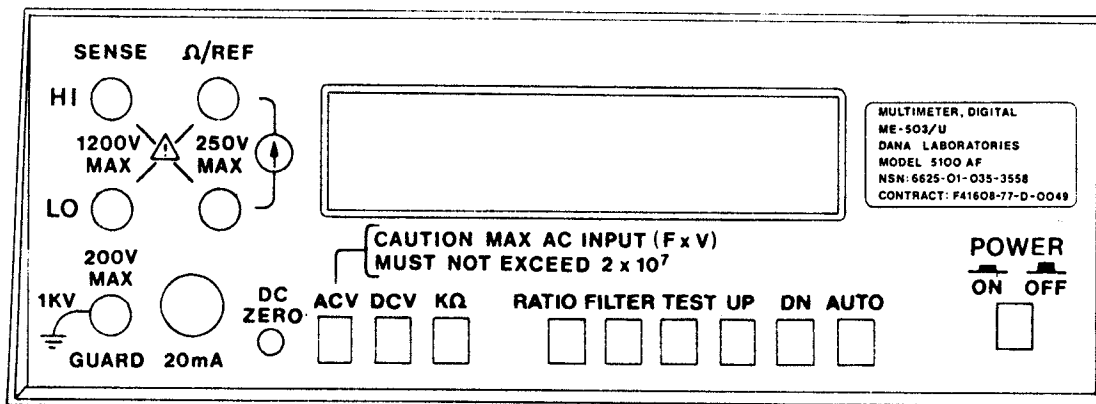 SENSE Ω/REF
HI
1200V MAX
250V MAX
LO
200V MAX
1KV
GUARD 20mA
DC ZERO
CAUTION MAX AC INPUT (F x V)
MUST NOT EXCEED 2 x 10⁷
ACV DCV KΩ RATIO FILTER TEST UP DN AUTO
MULTIMETER, DIGITAL
ME-503/U
DANA LABORATORIES
MODEL 5100 AF
NSN: 6625-01-035-3558
CONTRACT: F41608-77-D-0049
POWER
ON OFF